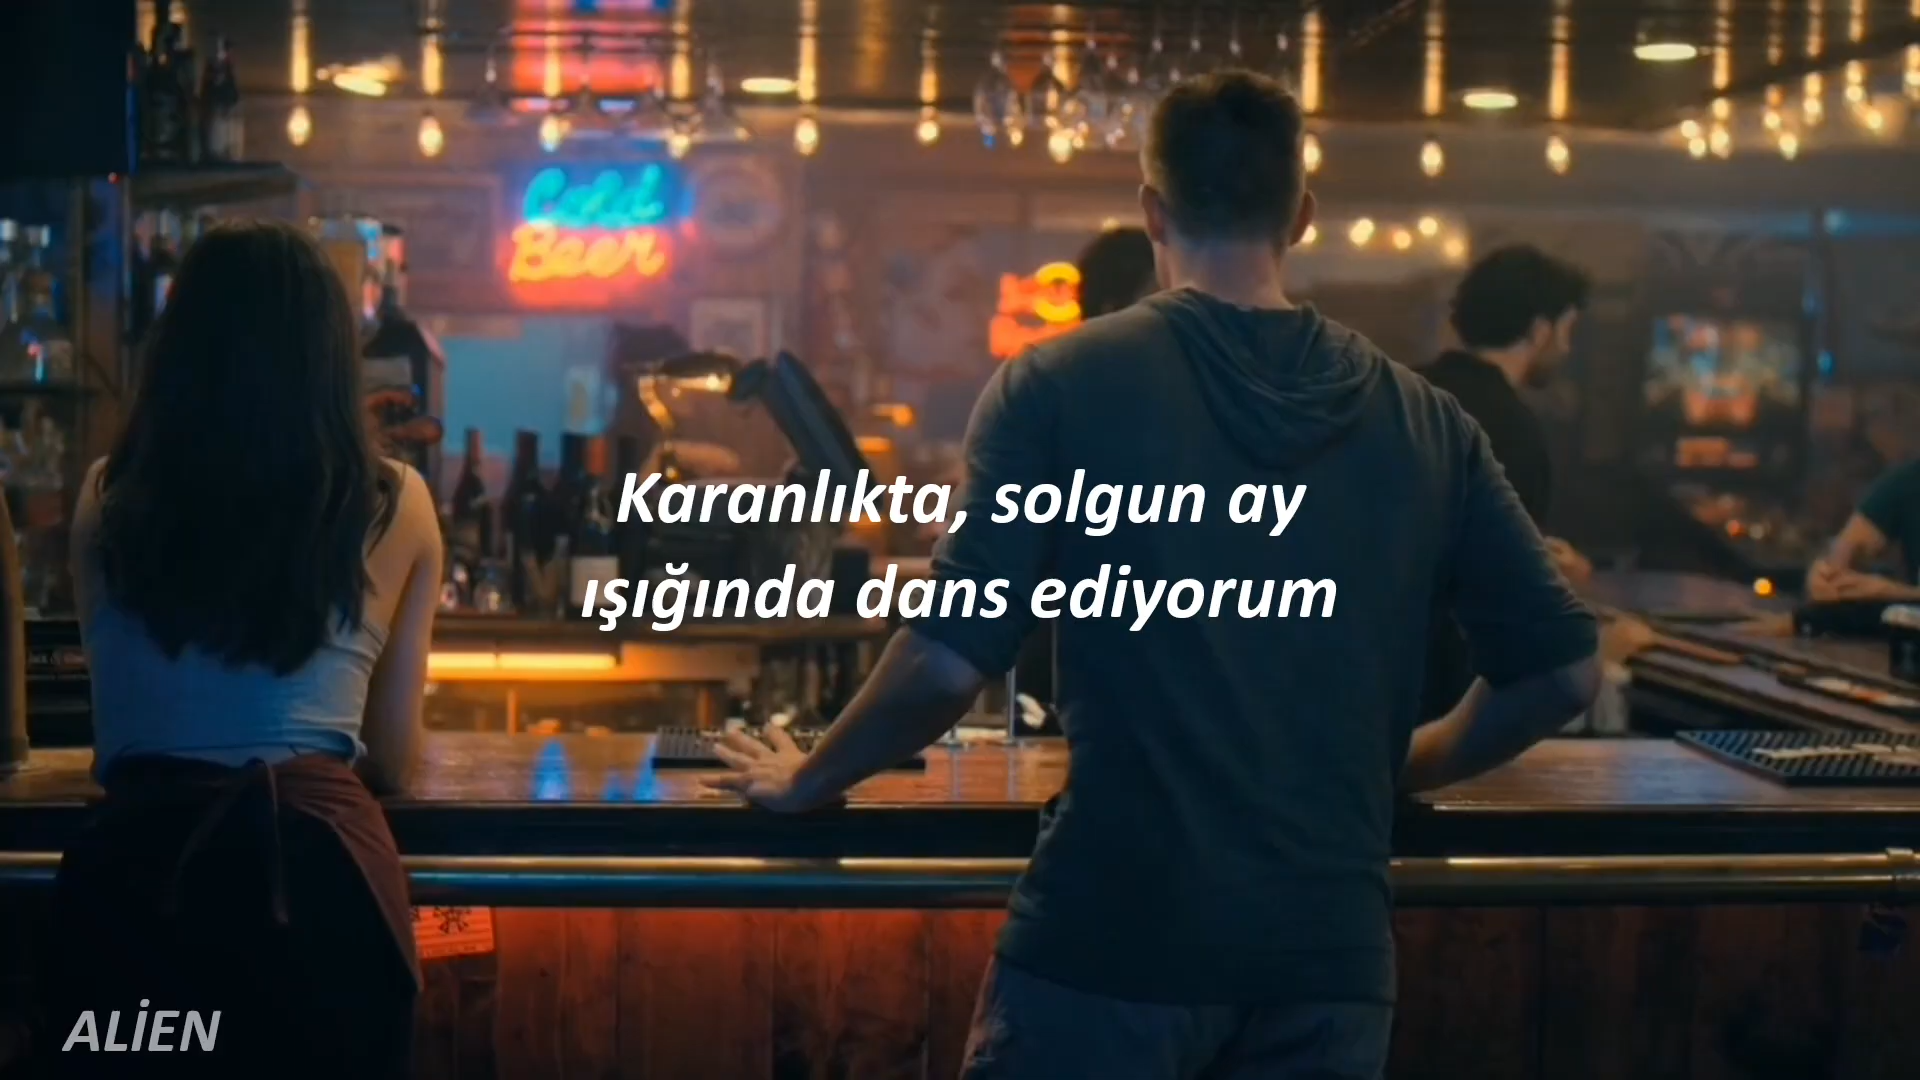 Cold
Beer
Karanlıkta, solgun ay
ışığında dans ediyorum
ALİEN